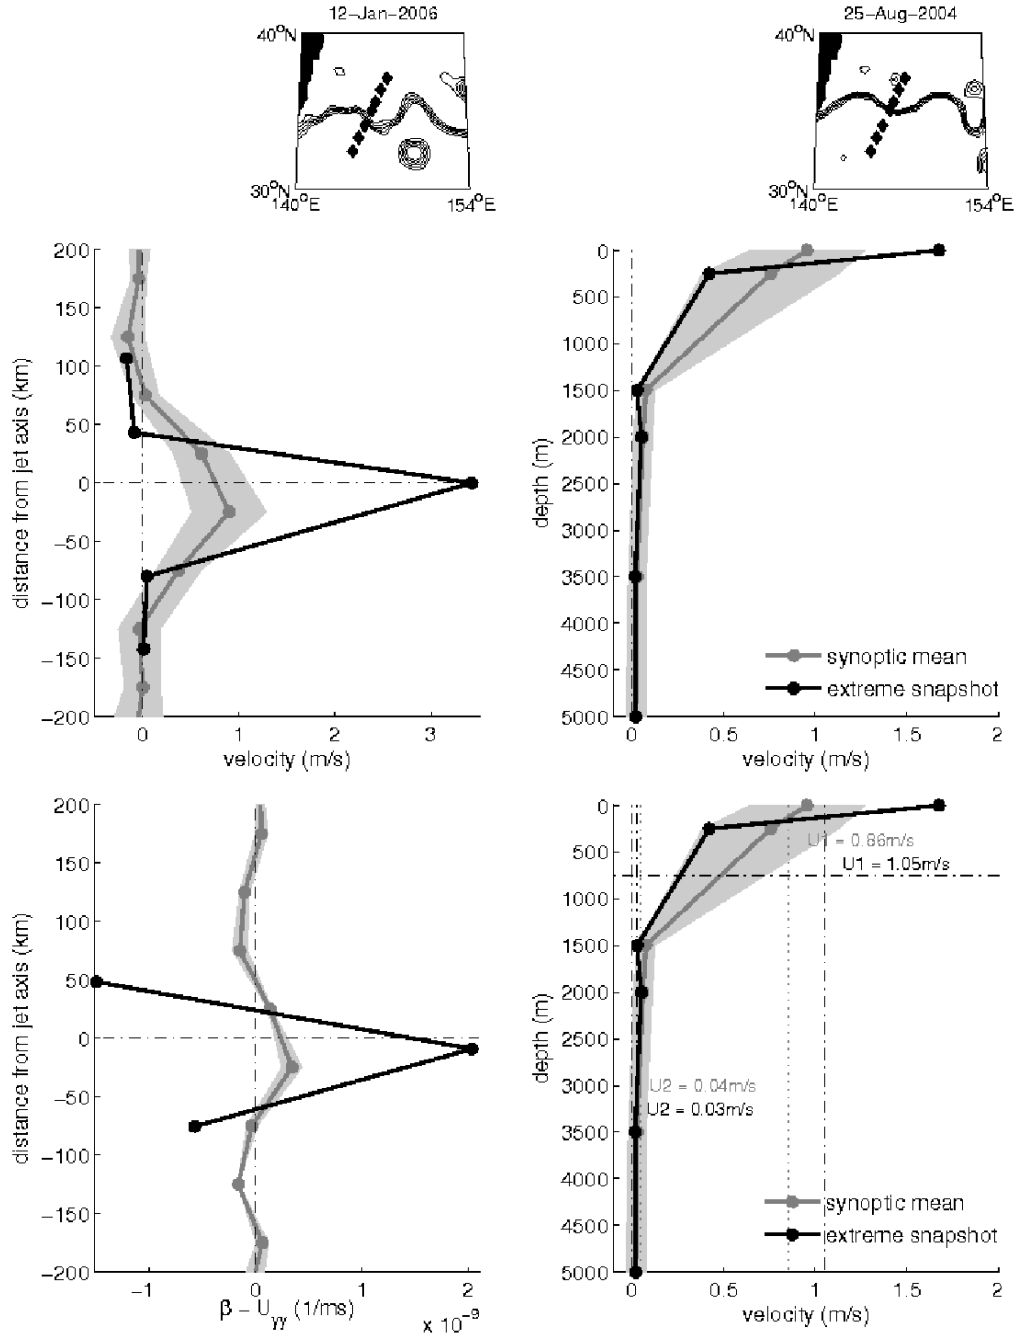 12-Jan-2006
25-Aug-2004
40°N
30°N
140°E
154°E
40°N
30°N
140°E
154°E
200
150
100
50
0
−50
−100
−150
−200
distance from jet axis (km)
0
1
2
3
velocity (m/s)
0
500
1000
1500
2000
2500
3000
3500
4000
4500
5000
depth (m)
synoptic mean
extreme snapshot
0
0.5
1
1.5
2
velocity (m/s)
200
150
100
50
0
−50
−100
−150
−200
distance from jet axis (km)
−1
0
1
2
β − Uyy (1/ms)
x 10⁻⁹
0
500
1000
1500
2000
2500
3000
3500
4000
4500
5000
depth (m)
U1 = 0.86m/s
U1 = 1.05m/s
U2 = 0.04m/s
U2 = 0.03m/s
synoptic mean
extreme snapshot
0
0.5
1
1.5
2
velocity (m/s)